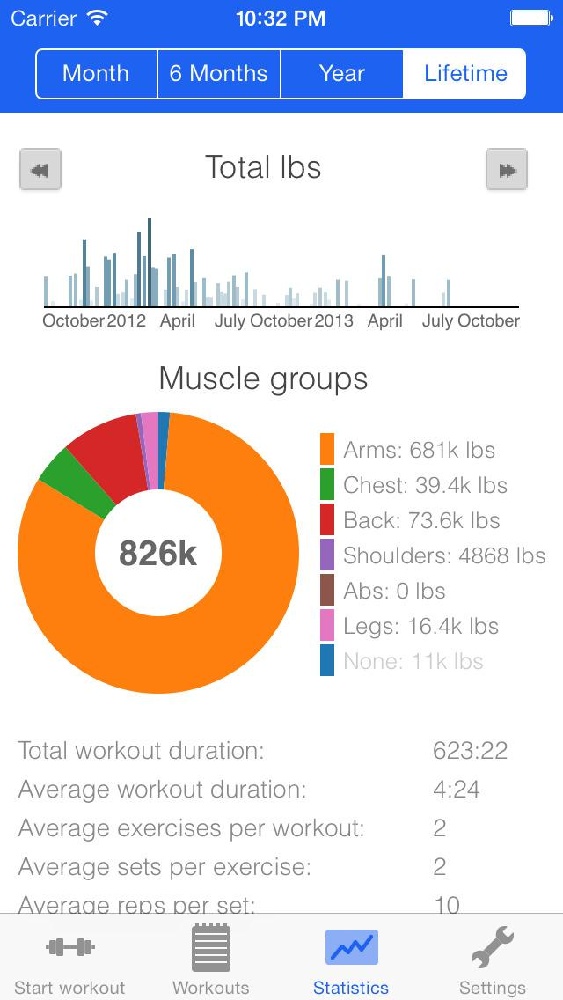 Carrier 10:32 PM
Month 6 Months Year Lifetime
Total lbs
October 2012 April July October 2013 April July October
Muscle groups
826k
Arms: 681k lbs
Chest: 39.4k lbs
Back: 73.6k lbs
Shoulders: 4868 lbs
Abs: 0 lbs
Legs: 16.4k lbs
None: 11k lbs
Total workout duration: 623:22
Average workout duration: 4:24
Average exercises per workout: 2
Average sets per exercise: 2
Average reps per set: 10
Start workout Workouts Statistics Settings